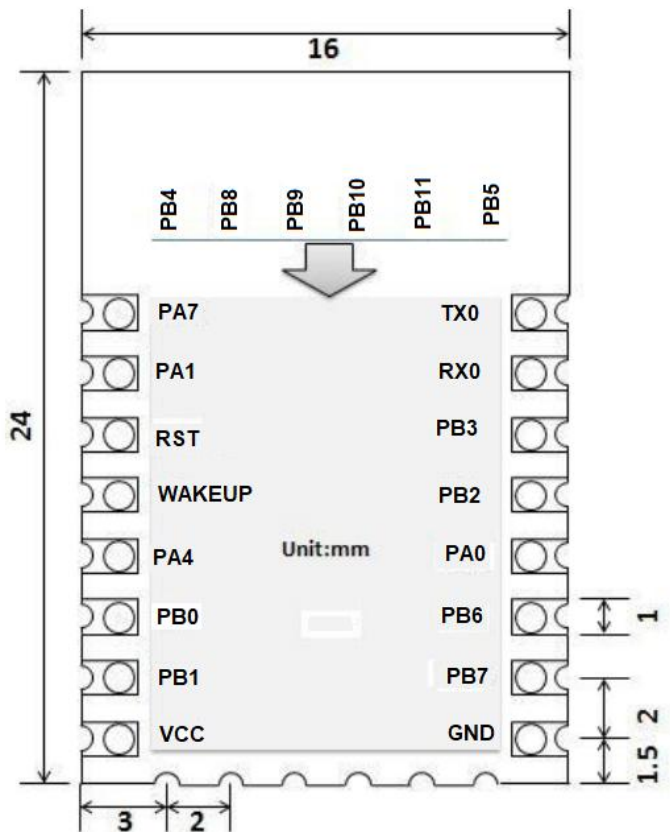 16
PB4 PB8 PB9 PB10 PB11 PB5
PA7 TX0
PA1 RX0
24
RST PB3
WAKEUP PB2
Unit:mm
PA4 PA0
PB0 PB6 1
PB1 PB7
2
VCC GND
1.5
3 2